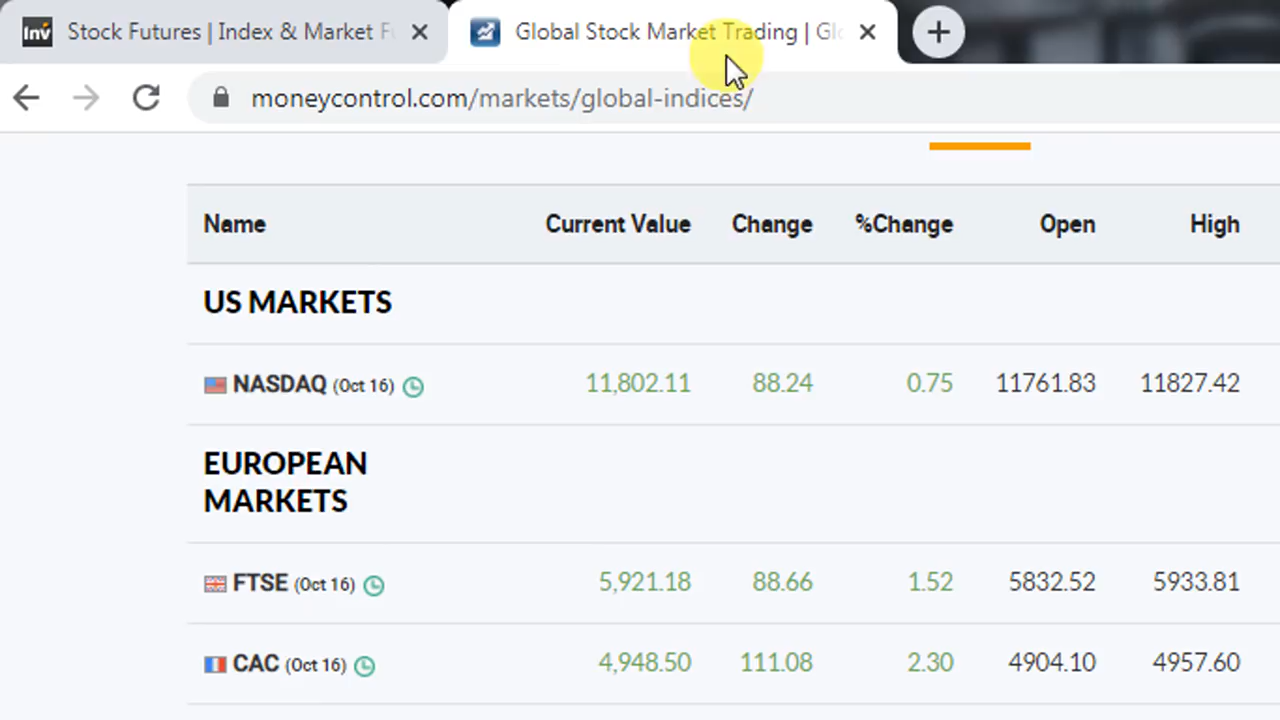 Inv Stock Futures | Index & Market F Global Stock Market Trading | Glo
moneycontrol.com/markets/global-indices/
Name Current Value Change %Change Open High
US MARKETS
NASDAQ (Oct 16) 11,802.11 88.24 0.75 11761.83 11827.42
EUROPEAN
MARKETS
FTSE (Oct 16) 5,921.18 88.66 1.52 5832.52 5933.81
CAC (Oct 16) 4,948.50 111.08 2.30 4904.10 4957.60